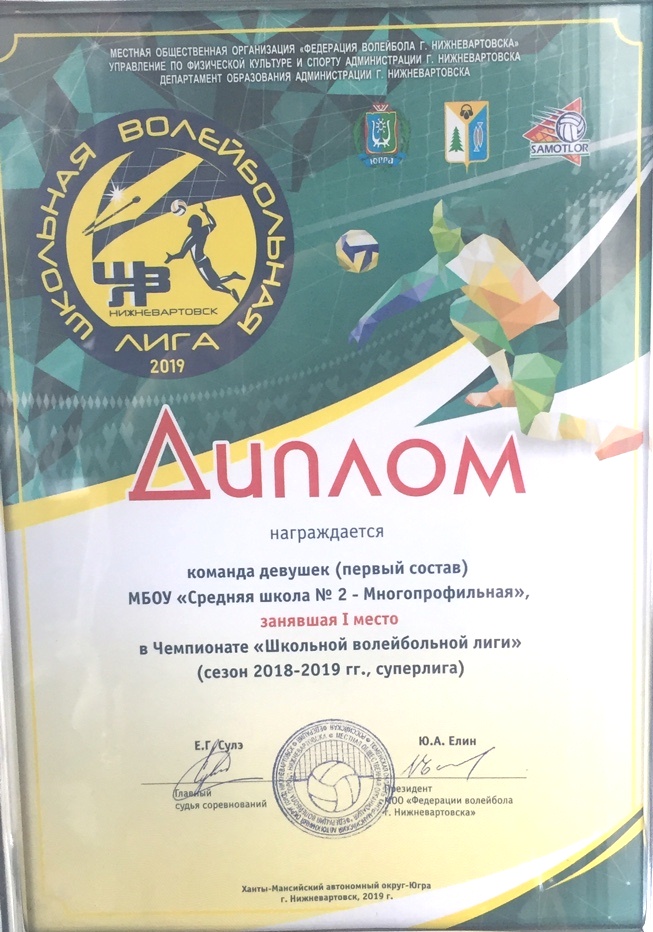 МЕСТНАЯ ОБЩЕСТВЕННАЯ ОРГАНИЗАЦИЯ «ФЕДЕРАЦИЯ ВОЛЕЙБОЛА Г. НИЖНЕВАРТОВСКА»
УПРАВЛЕНИЕ ПО ФИЗИЧЕСКОЙ КУЛЬТУРЕ И СПОРТУ АДМИНИСТРАЦИИ Г. НИЖНЕВАРТОВСКА
ДЕПАРТАМЕНТ ОБРАЗОВАНИЯ АДМИНИСТРАЦИИ Г. НИЖНЕВАРТОВСКА
ЮГРА
SAMOTLOR
ШКОЛЬНАЯ ВОЛЕЙБОЛЬНАЯ
ШВЛ
НИЖНЕВАРТОВСК
ЛИГА
2019
Диплом
награждается
команда девушек (первый состав)
МБОУ «Средняя школа № 2 - Многопрофильная»,
занявшая I место
в Чемпионате «Школьной волейбольной лиги»
(сезон 2018-2019 гг., суперлига)
Е.Г. Сулэ
Ю.А. Елин
Главный
судья соревнований
Президент
МОО «Федерации волейбола
г. Нижневартовска»
Ханты-Мансийский автономный округ-Югра
г. Нижневартовск, 2019 г.